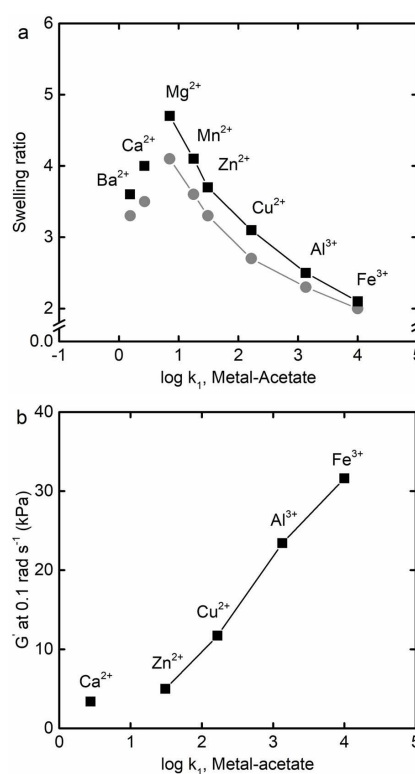 a
6
5
4
3
2
0.0
Swelling ratio
Mg²⁺
Mn²⁺
Ca²⁺
Zn²⁺
Ba²⁺
Cu²⁺
Al³⁺
Fe³⁺
-1 0 1 2 3 4 5
log k₁, Metal-Acetate
b
40
30
20
10
0
G' at 0.1 rad s⁻¹ (kPa)
Fe³⁺
Al³⁺
Cu²⁺
Zn²⁺
Ca²⁺
0 1 2 3 4 5
log k₁, Metal-acetate